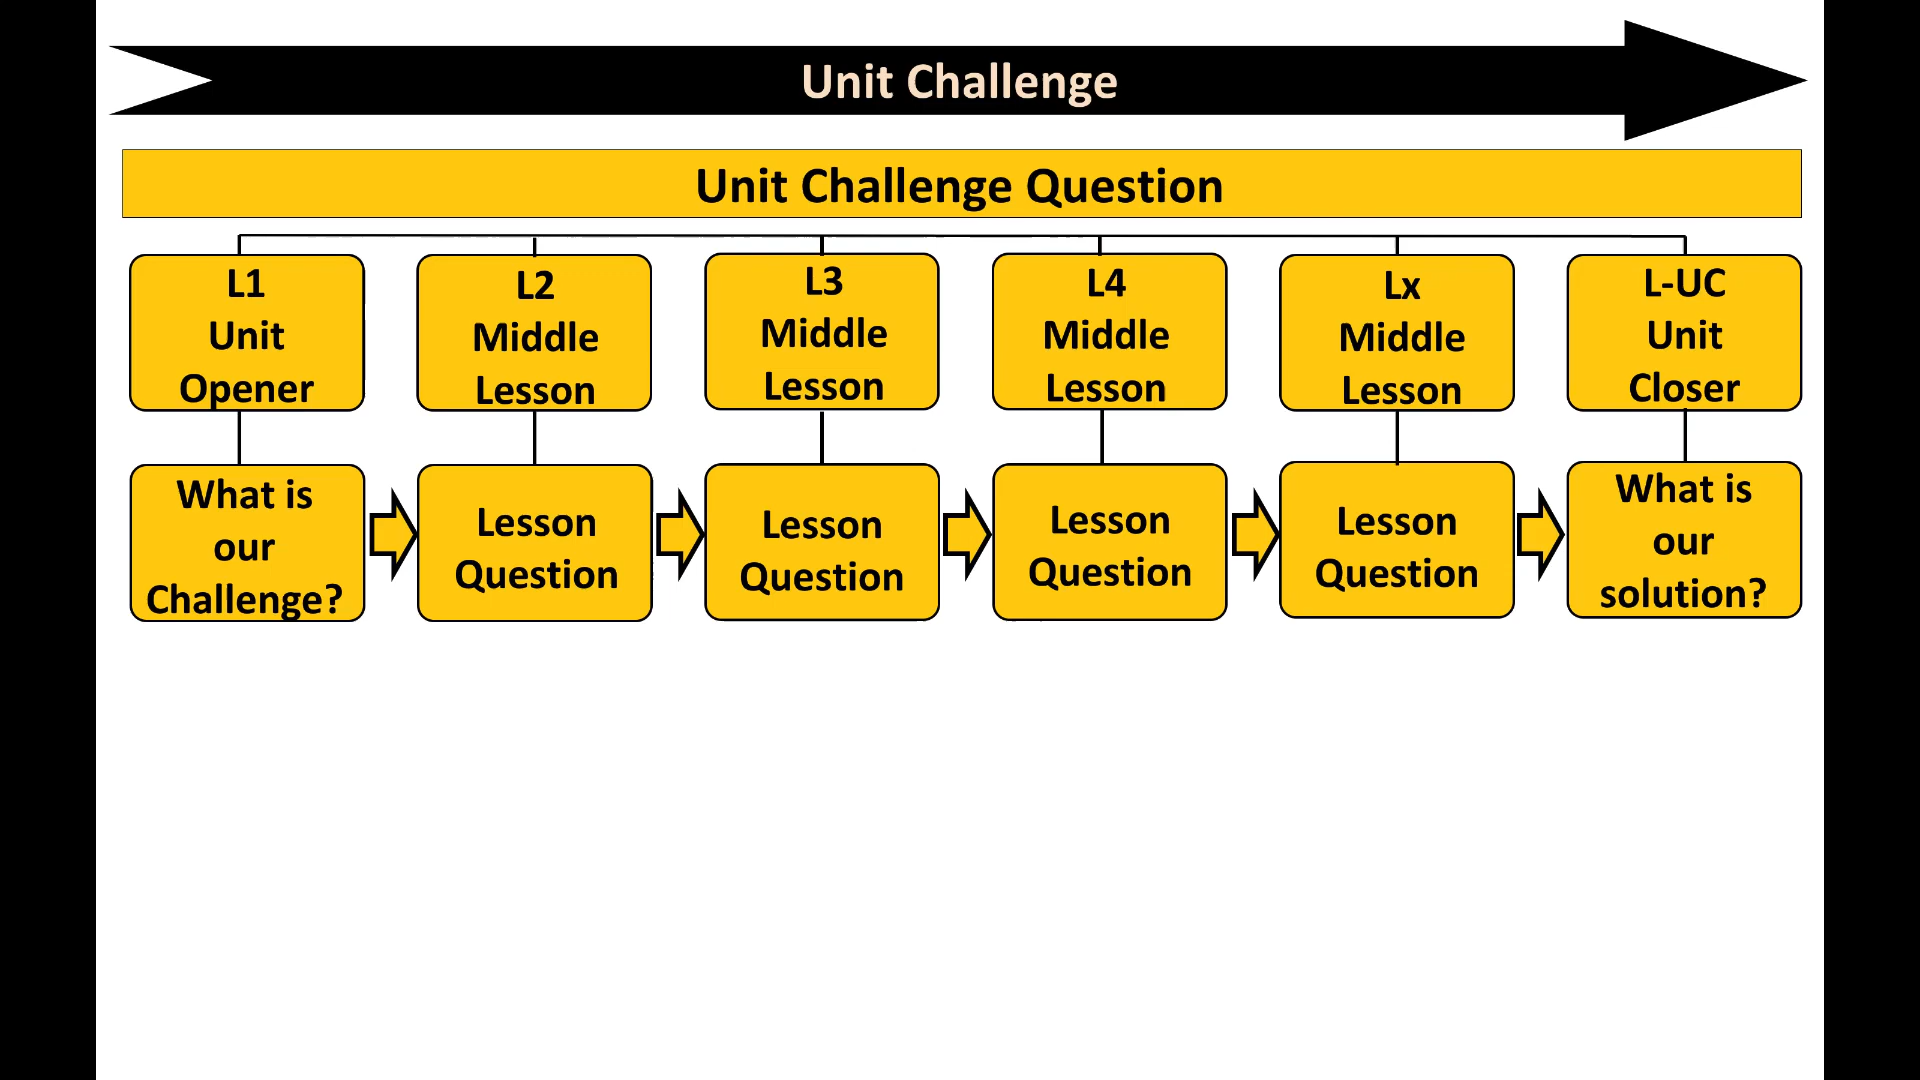 Unit Challenge
Unit Challenge Question
L1
Unit
Opener
L2
Middle
Lesson
L3
Middle
Lesson
L4
Middle
Lesson
Lx
Middle
Lesson
L-UC
Unit
Closer
What is
our
Challenge?
Lesson
Question
Lesson
Question
Lesson
Question
Lesson
Question
What is
our
solution?